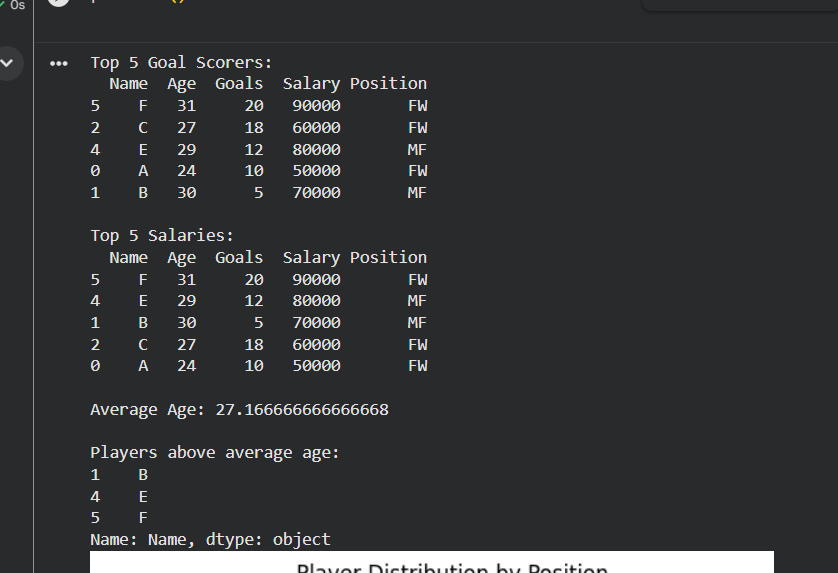 0s
Top 5 Goal Scorers:
Name Age Goals Salary Position
5 F 31 20 90000 FW
2 C 27 18 60000 FW
4 E 29 12 80000 MF
0 A 24 10 50000 FW
1 B 30 5 70000 MF
Top 5 Salaries:
Name Age Goals Salary Position
5 F 31 20 90000 FW
4 E 29 12 80000 MF
1 B 30 5 70000 MF
2 C 27 18 60000 FW
0 A 24 10 50000 FW
Average Age: 27.166666666666668
Players above average age:
1 B
4 E
5 F
Name: Name, dtype: object
Player Distribution by Position